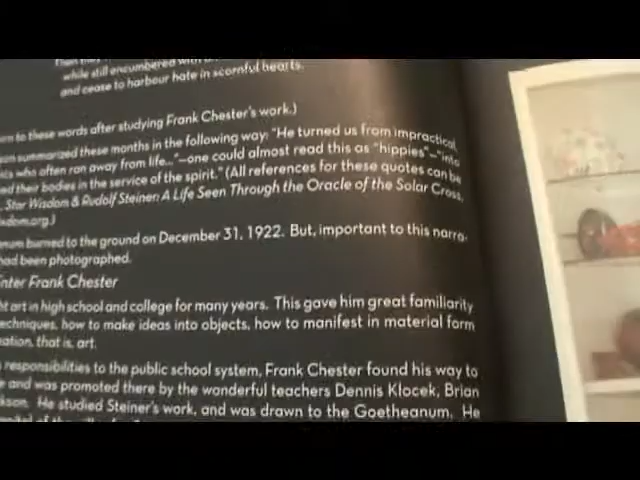 while still encumbered with
and cease to harbour hate in scornful hearts.
to these words after studying Frank Chester's work.)
summarized these months in the following way: "He turned us from impractical
who often ran away from life..."—one could almost read this as "hippies"—"into
their bodies in the service of the spirit." (All references for these quotes can be
Star Wisdom & Rudolf Steiner: A Life Seen Through the Oracle of the Solar Cross,
burned to the ground on December 31, 1922. But, important to this narra-
had been photographed.
Enter Frank Chester
art in high school and college for many years. This gave him great familiarity
techniques, how to make ideas into objects, how to manifest in material form
that is, art.
responsibilities to the public school system, Frank Chester found his way to
and was promoted there by the wonderful teachers Dennis Klocek, Brian
He studied Steiner's work, and was drawn to the Goetheanum. He